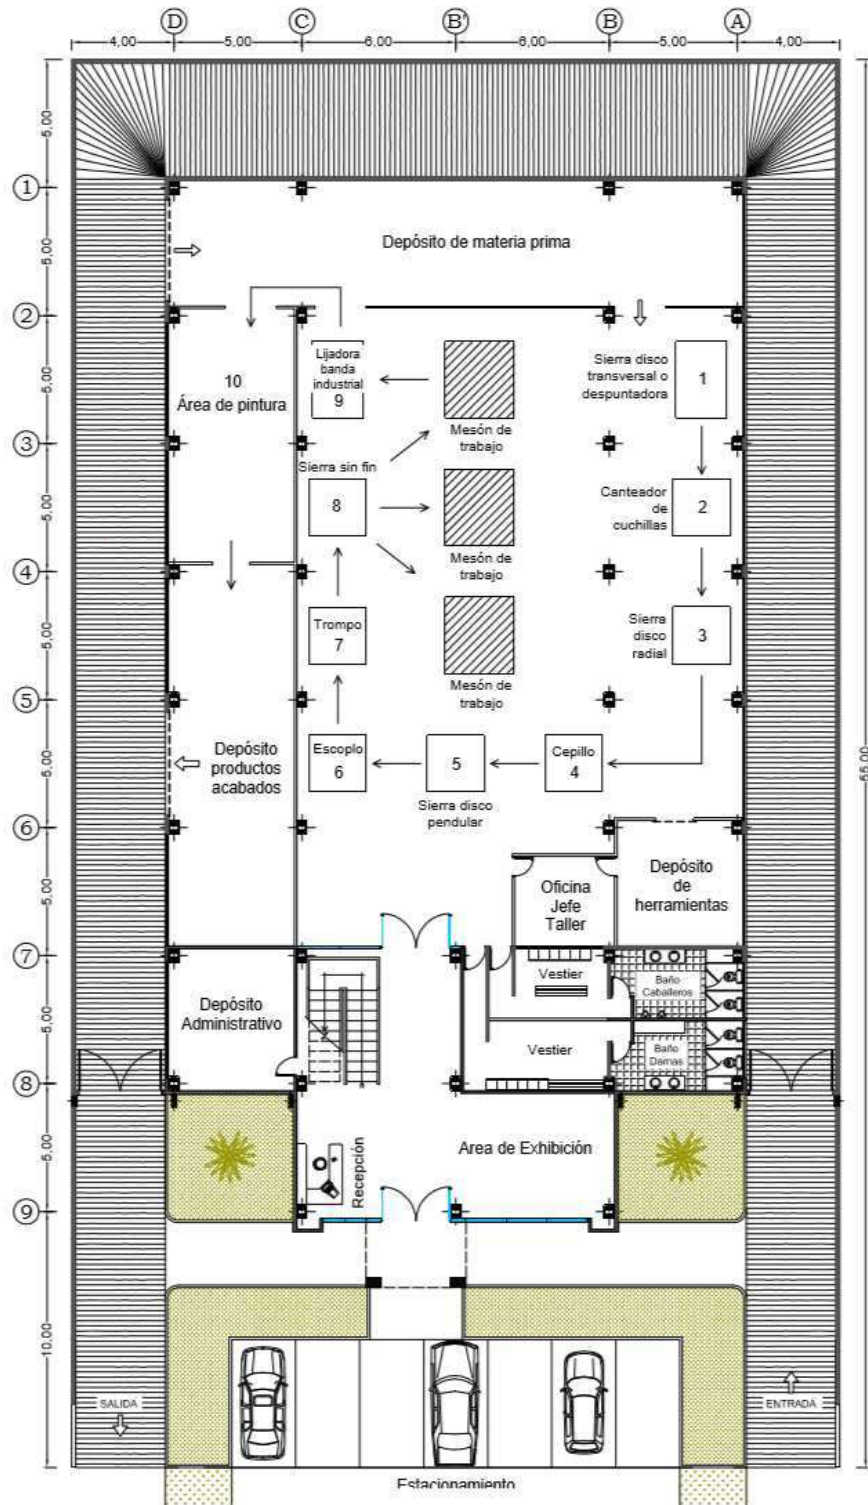 D C B' B A
4,00 5,00 6,00 6,00 5,00 4,00
5,00
1
5,00
Depósito de materia prima
2
5,00
10
Área de pintura
Lijadora
banda
industrial
9
Mesón de
trabajo
Sierra disco
transversal o
despuntadora
1
3
5,00
Sierra sin fin
8
Mesón de
trabajo
Canteador
de
cuchillas
2
4
5,00
Trompo
7
Mesón de
trabajo
Sierra
disco
radial
3
5
5,00
Depósito
productos
acabados
Escoplo
6
5
Sierra disco
pendular
Cepillo
4
55,00
6
5,00
Oficina
Jefe
Taller
Depósito
de
herramientas
7
5,00
Depósito
Administrativo
Vestier
Baño
Caballeros
Vestier
Baño
Damas
8
5,00
Recepción
Area de Exhibición
9
10,00
SALIDA
ENTRADA
Estacionamiento